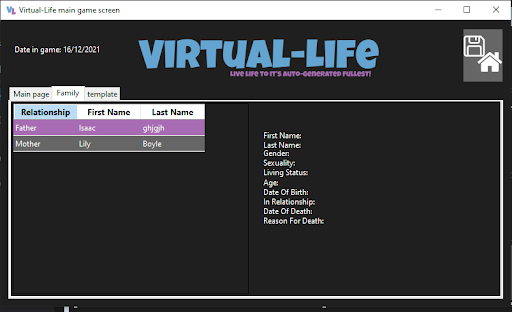 VL Virtual-Life main game screen
Date in game: 16/12/2021
VIRTUAL-LIFE
LIVE LIFE TO IT'S AUTO-GENERATED FULLEST!
Main page Family template
Relationship First Name Last Name
Father Isaac ghjgjh
Mother Lily Boyle
First Name:
Last Name:
Gender:
Sexuality:
Living Status:
Age:
Date Of Birth:
In Relationship:
Date Of Death:
Reason For Death: